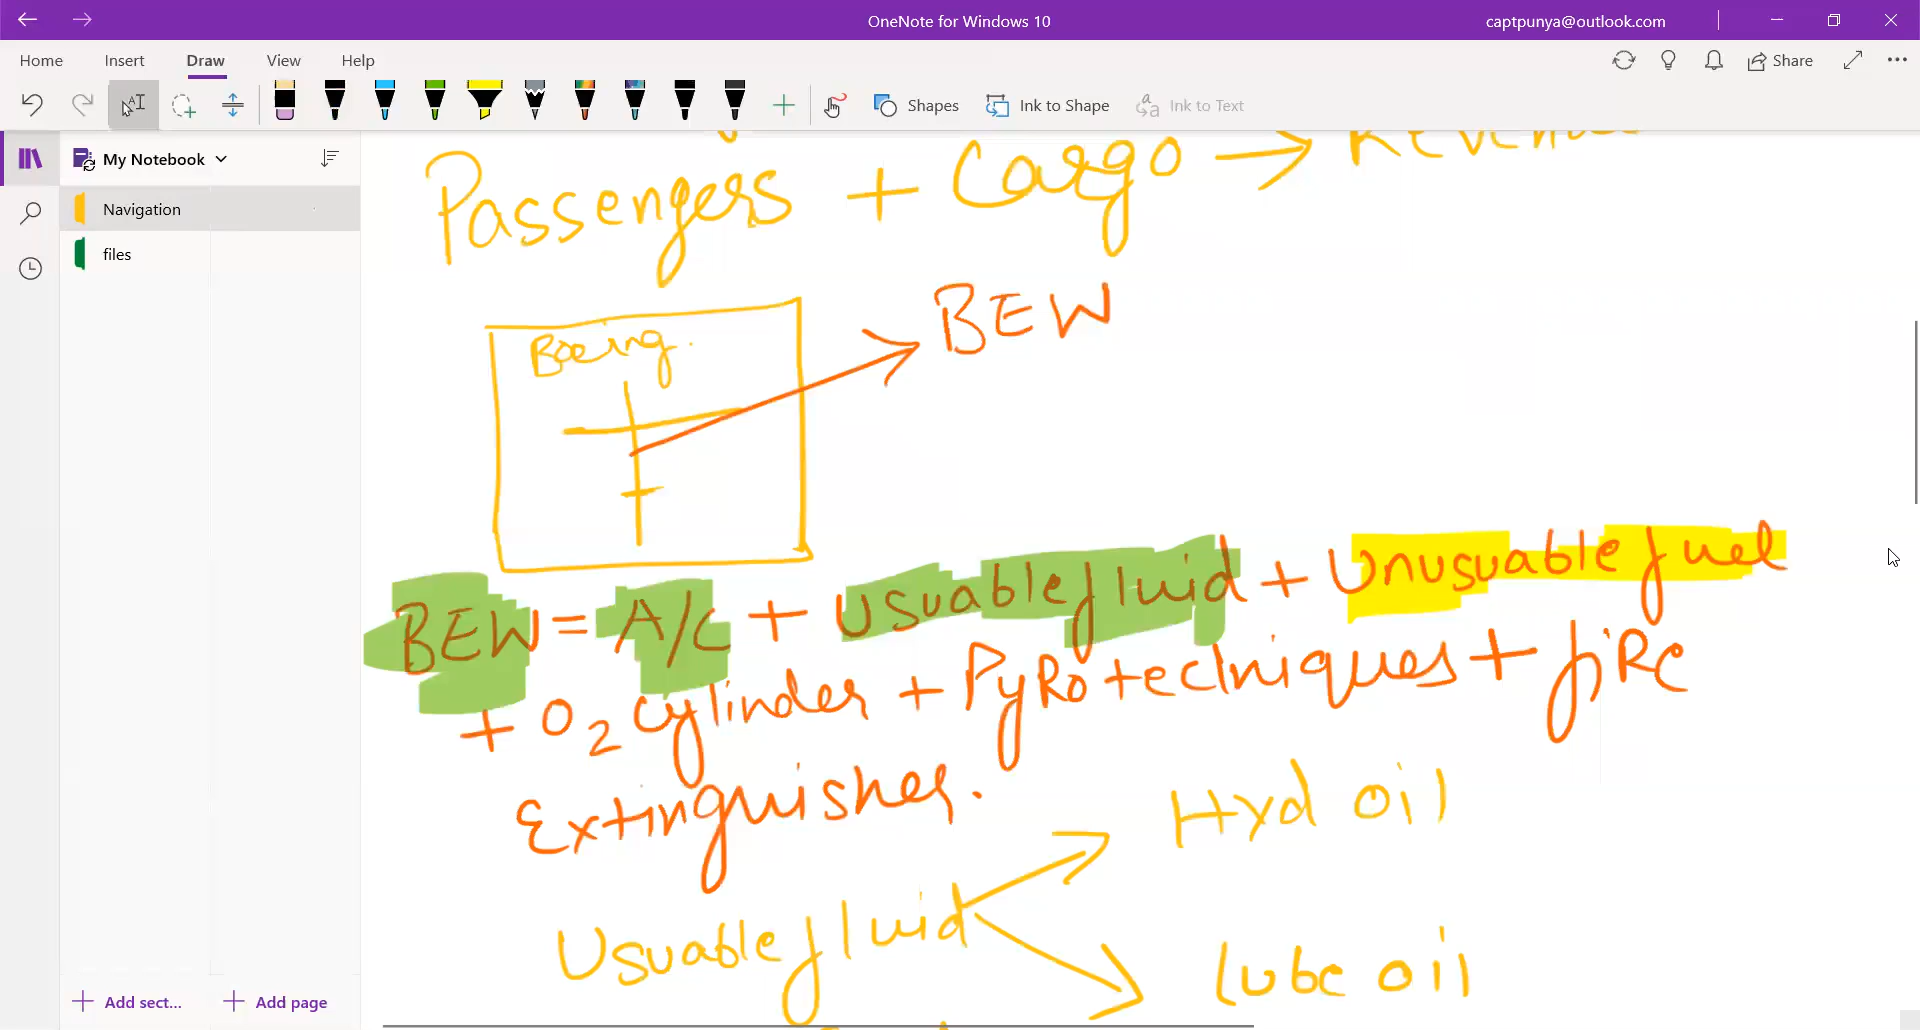 OneNote for Windows 10
captpunya@outlook.com
Home Insert Draw View Help
Share
Shapes Ink to Shape Ink to Text
My Notebook
Navigation
files
Passengers + Cargo →
Boeing.
BEW
BEW = A/C + Usuable fluid + Unusuable fuel
+ O2 cylinder + PyRotecniques + fiRe
Extinguisher.
Hyd oil
Usuable fluid
lube oil
Add sect...
Add page